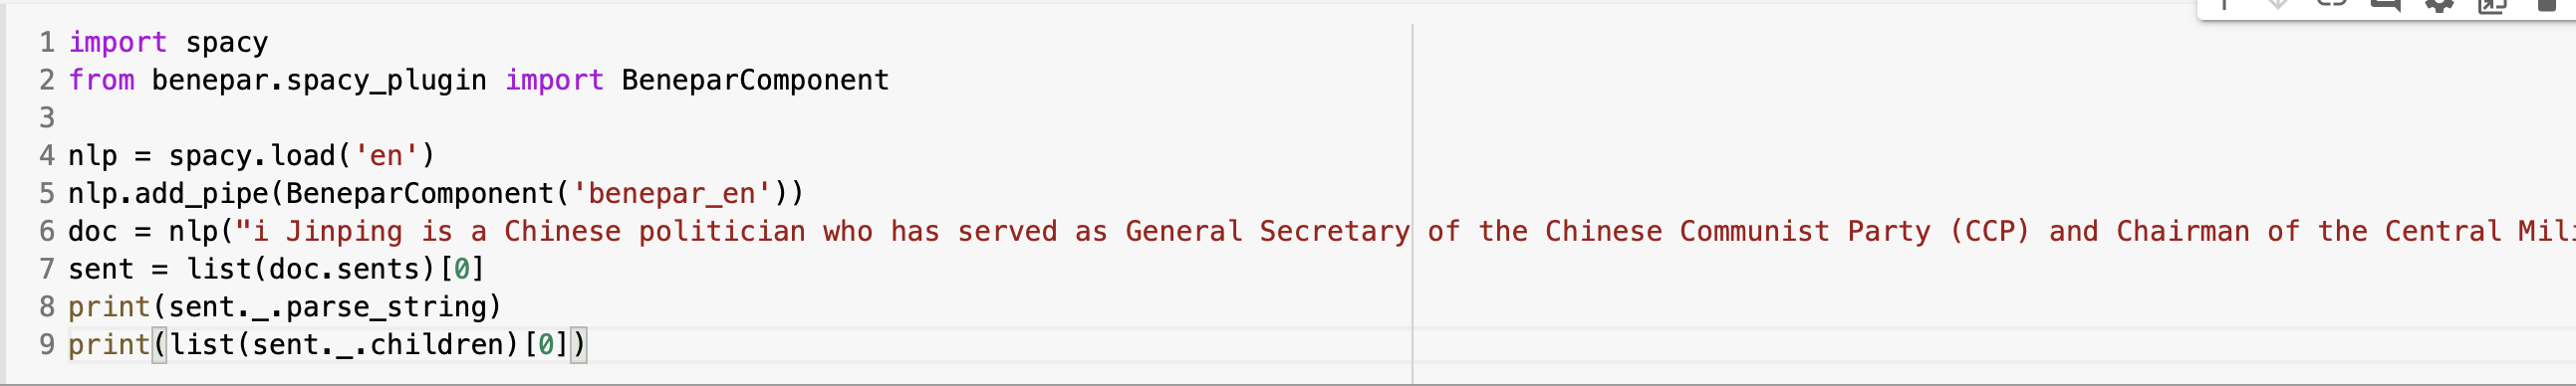 1 import spacy
2 from benepar.spacy_plugin import BeneparComponent
3
4 nlp = spacy.load('en')
5 nlp.add_pipe(BeneparComponent('benepar_en'))
6 doc = nlp("i Jinping is a Chinese politician who has served as General Secretary of the Chinese Communist Party (CCP) and Chairman of the Central Mili
7 sent = list(doc.sents)[0]
8 print(sent._.parse_string)
9 print(list(sent._.children)[0])